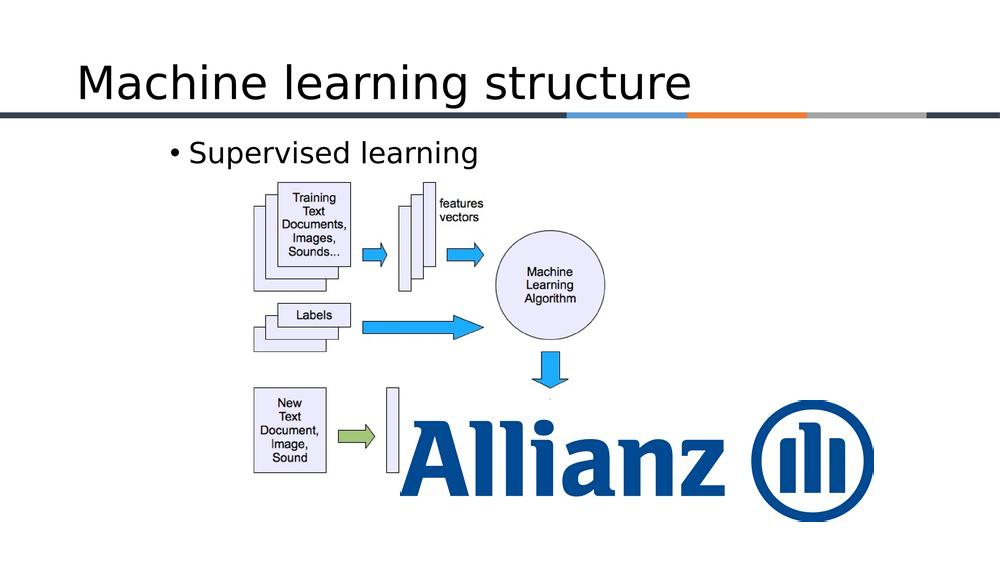 Machine learning structure
• Supervised learning
Training
Text
Documents,
Images,
Sounds...
features
vectors
Machine
Learning
Algorithm
Labels
New
Text
Document,
Image,
Sound
Allianz